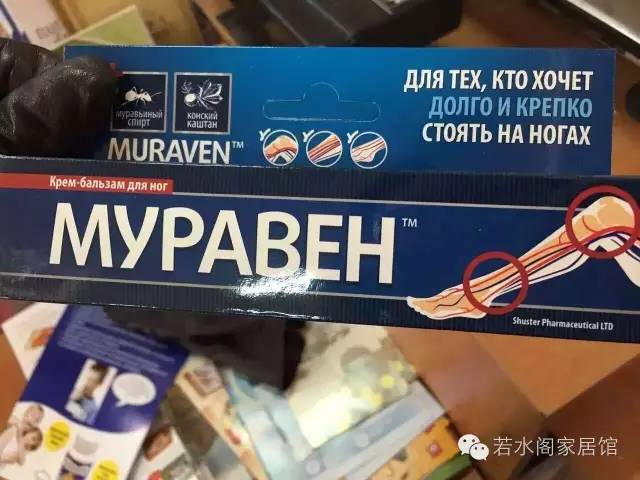 муравьиный
спирт
конский
каштан
MURAVEN™
ДЛЯ ТЕХ, КТО ХОЧЕТ
ДОЛГО И КРЕПКО
СТОЯТЬ НА НОГАХ
Крем-бальзам для ног
МУРАВЕН™
Shuster Pharmaceutical LTD
若水阁家居馆